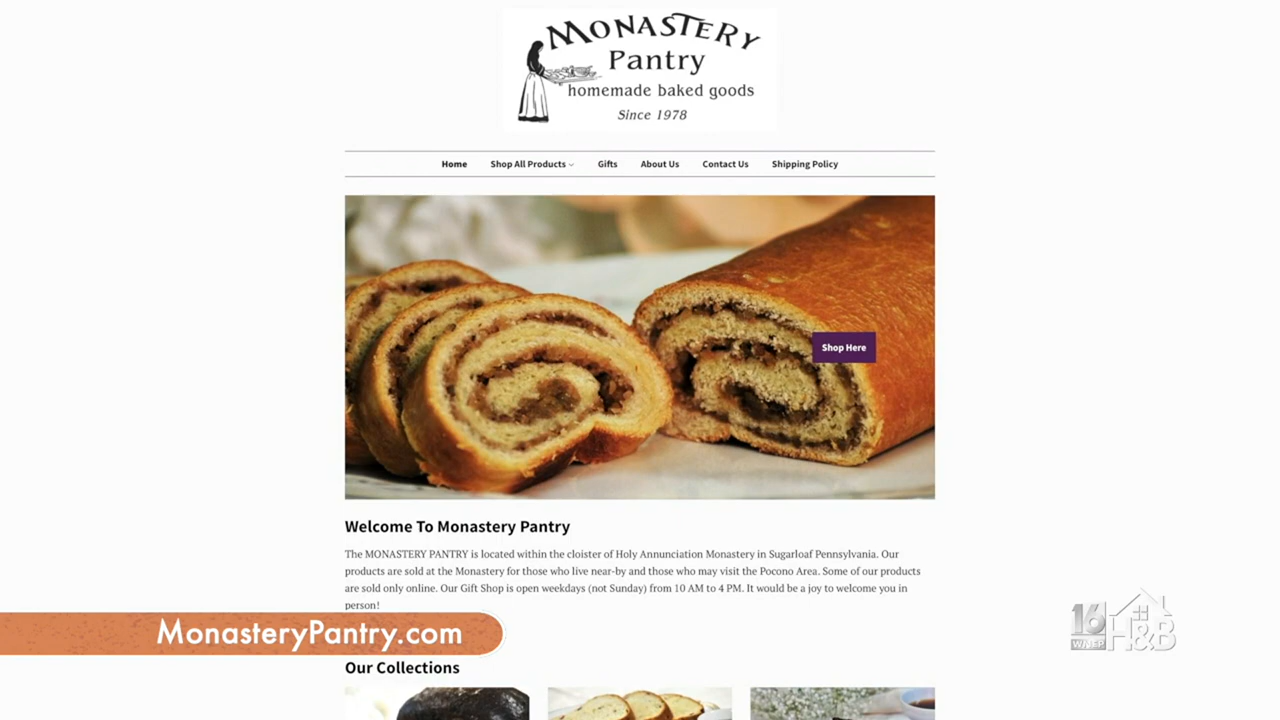 MONASTERY
Pantry
homemade baked goods
Since 1978
Home Shop All Products Gifts About Us Contact Us Shipping Policy
Shop Here
Welcome To Monastery Pantry
The MONASTERY PANTRY is located within the cloister of Holy Annunciation Monastery in Sugarloaf Pennsylvania. Our
products are sold at the Monastery for those who live near-by and those who may visit the Pocono Area. Some of our products
are sold only online. Our Gift Shop is open weekdays (not Sunday) from 10 AM to 4 PM. It would be a joy to welcome you in
person!
MonasteryPantry.com
16
WNEP
H&B
Our Collections